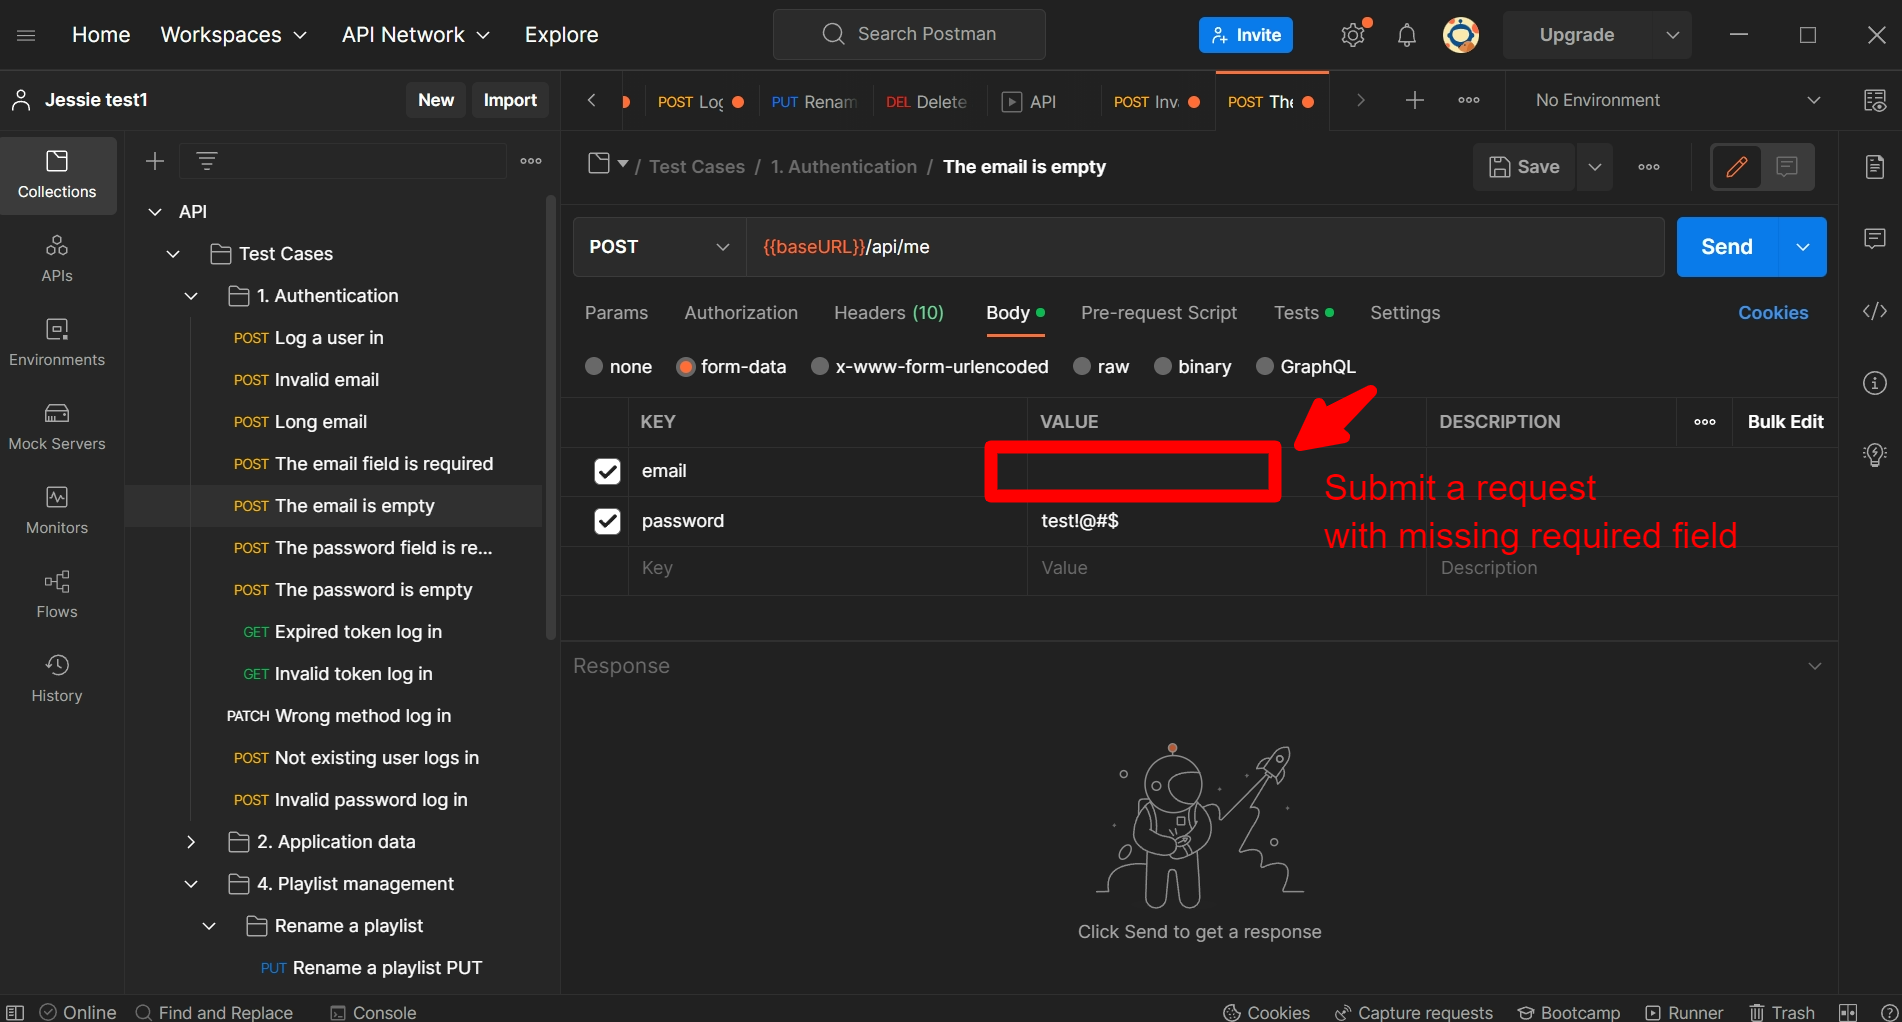 Home Workspaces API Network Explore Search Postman Invite Upgrade
Jessie test1 New Import
POST Log PUT Renam DEL Delete API POST Inv POST The No Environment
Collections
APIs
Environments
Mock Servers
Monitors
Flows
History
API
Test Cases
1. Authentication
POST Log a user in
POST Invalid email
POST Long email
POST The email field is required
POST The email is empty
POST The password field is re...
POST The password is empty
GET Expired token log in
GET Invalid token log in
PATCH Wrong method log in
POST Not existing user logs in
POST Invalid password log in
2. Application data
4. Playlist management
Rename a playlist
PUT Rename a playlist PUT
/ Test Cases / 1. Authentication / The email is empty Save
POST {{baseURL}}/api/me Send
Params Authorization Headers (10) Body Pre-request Script Tests Settings Cookies
none form-data x-www-form-urlencoded raw binary GraphQL
KEY VALUE DESCRIPTION Bulk Edit
email
password test!@#$
Key Value Description
Submit a request
with missing required field
Response
Click Send to get a response
Online Find and Replace Console Cookies Capture requests Bootcamp Runner Trash